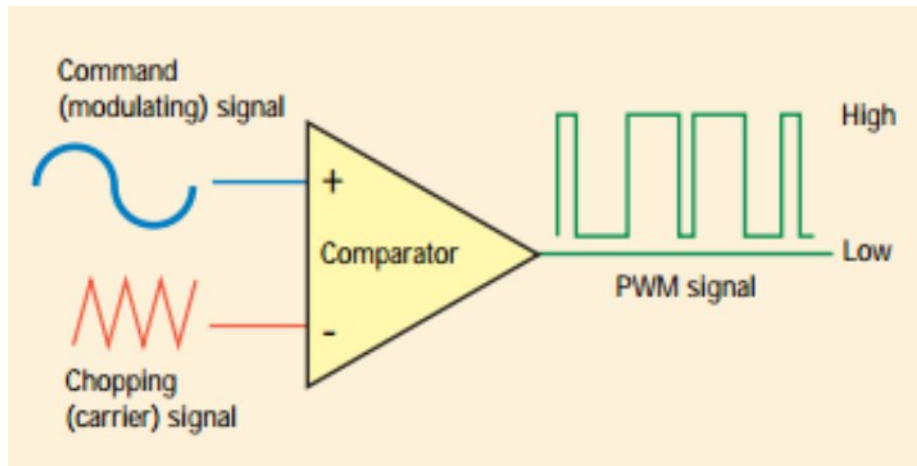 Command
(modulating) signal
High
+
Comparator
Low
PWM signal
-
Chopping
(carrier) signal